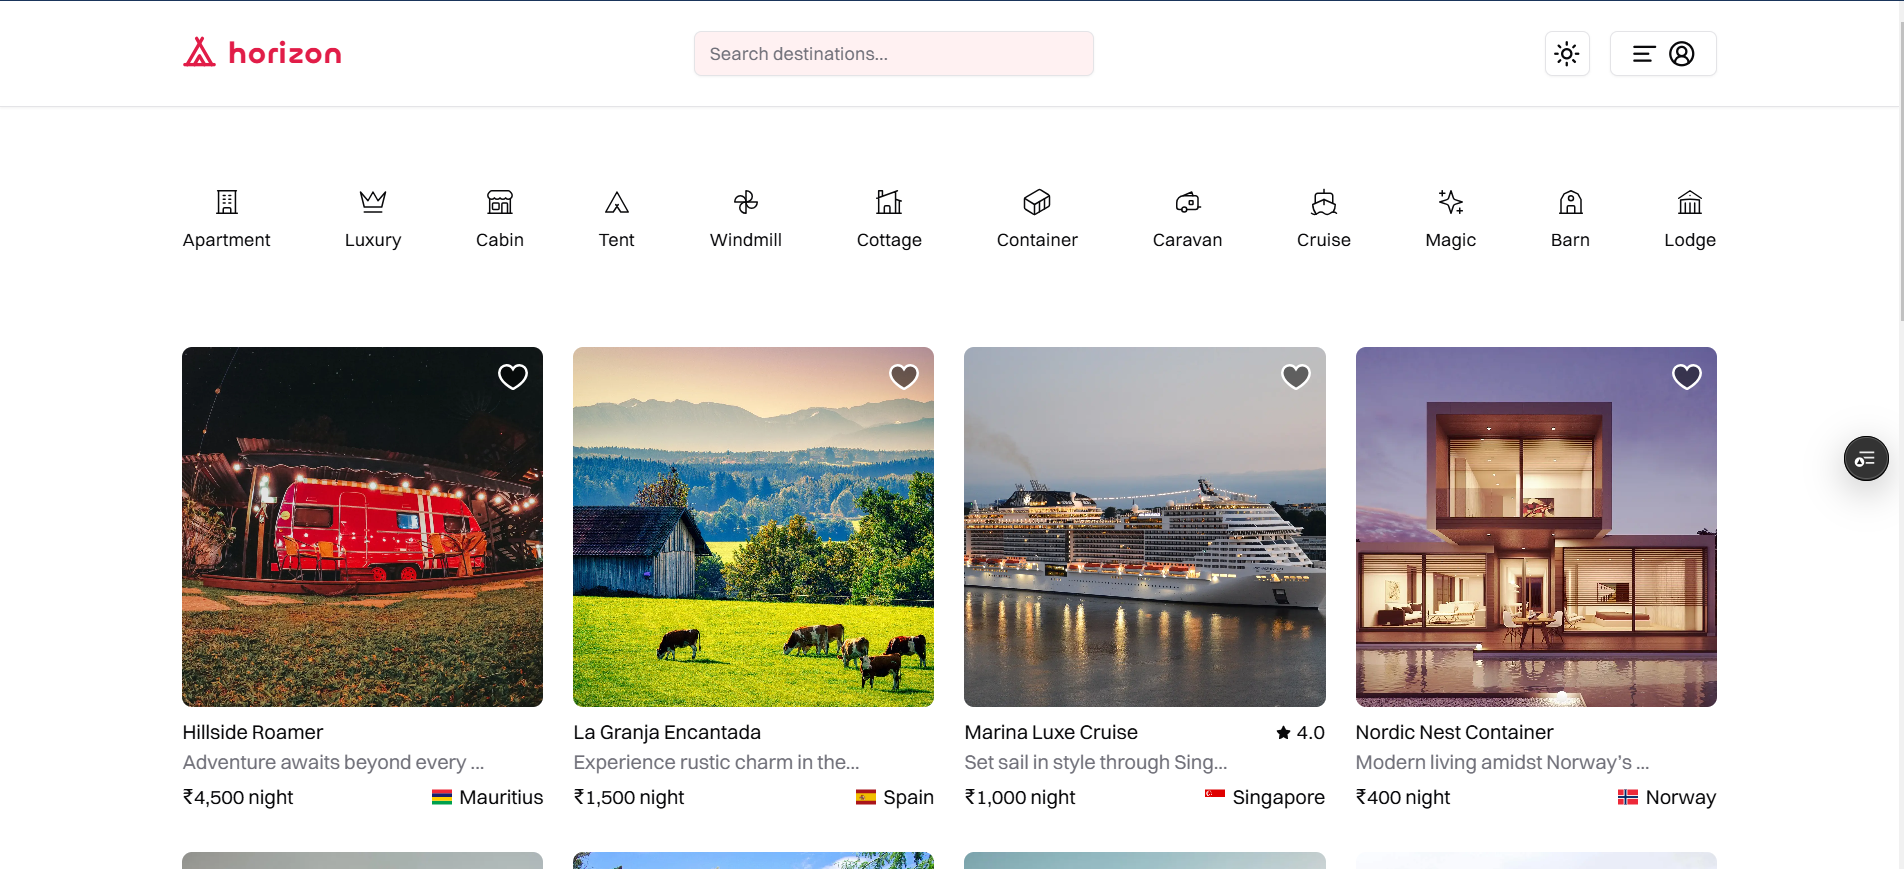 horizon
Search destinations...
Apartment
Luxury
Cabin
Tent
Windmill
Cottage
Container
Caravan
Cruise
Magic
Barn
Lodge
Hillside Roamer
Adventure awaits beyond every ...
₹4,500 night
Mauritius
La Granja Encantada
Experience rustic charm in the...
₹1,500 night
Spain
Marina Luxe Cruise
4.0
Set sail in style through Sing...
₹1,000 night
Singapore
Nordic Nest Container
Modern living amidst Norway's ...
₹400 night
Norway